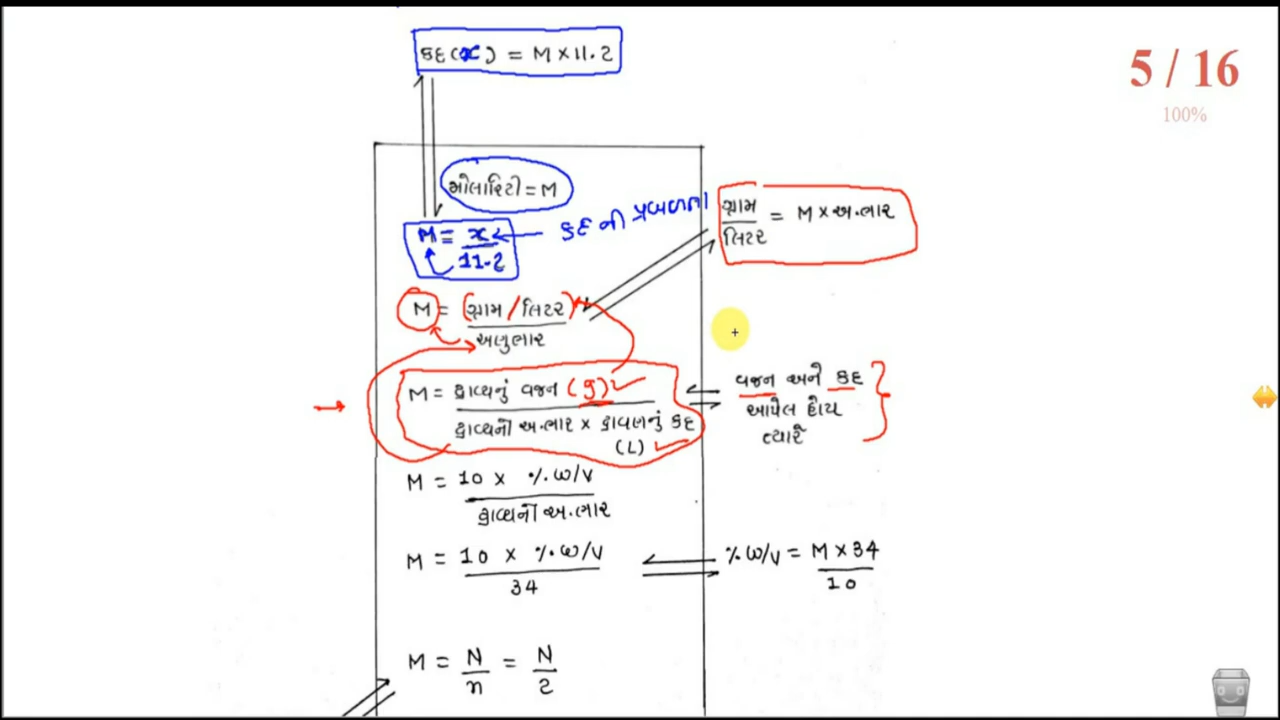 કદ(x) = M × 11.2
5 / 16
100%
મોલારિટી = M
M = x / 11.2
કદ ની પ્રબળતા
ગ્રામ / લિટર = M × અ.ભાર
M = (ગ્રામ / લિટર) / અણુભાર
M = દ્રાવ્યનું વજન (g) / દ્રાવ્યનો અ.ભાર × દ્રાવણનું કદ (L)
વજન અને કદ
આપેલ હોય
ત્યારે
M = 10 × %.W/V / દ્રાવ્યનો અ.ભાર
M = 10 × %.W/V / 34
%.W/V = M × 34 / 10
M = N / n = N / 2